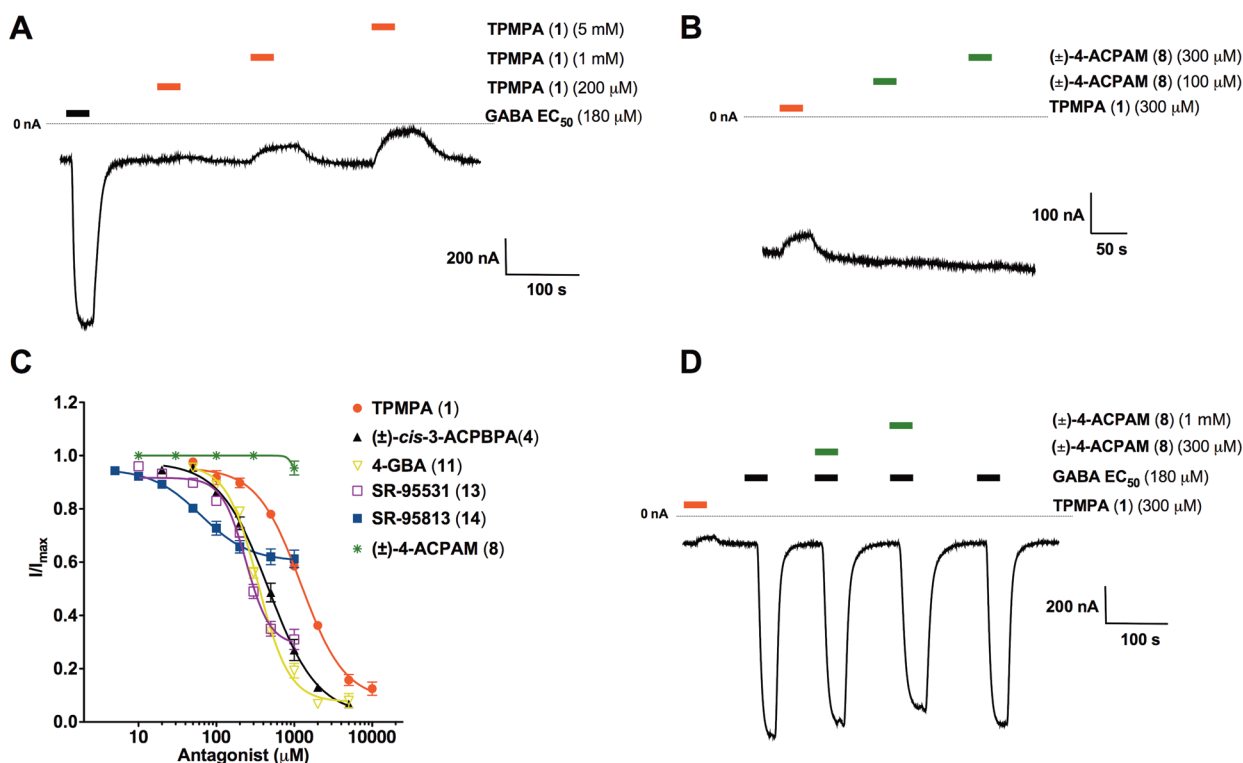 A
TPMPA (1) (5 mM)
TPMPA (1) (1 mM)
TPMPA (1) (200 μM)
GABA EC50 (180 μM)
0 nA
200 nA
100 s
B
(±)-4-ACPAM (8) (300 μM)
(±)-4-ACPAM (8) (100 μM)
TPMPA (1) (300 μM)
0 nA
100 nA
50 s
C
1.2
1.0
0.8
0.6
0.4
0.2
0.0
I/Imax
10
100
1000
10000
Antagonist (μM)
TPMPA (1)
(±)-cis-3-ACPBPA(4)
4-GBA (11)
SR-95531 (13)
SR-95813 (14)
(±)-4-ACPAM (8)
D
(±)-4-ACPAM (8) (1 mM)
(±)-4-ACPAM (8) (300 μM)
GABA EC50 (180 μM)
TPMPA (1) (300 μM)
0 nA
200 nA
100 s